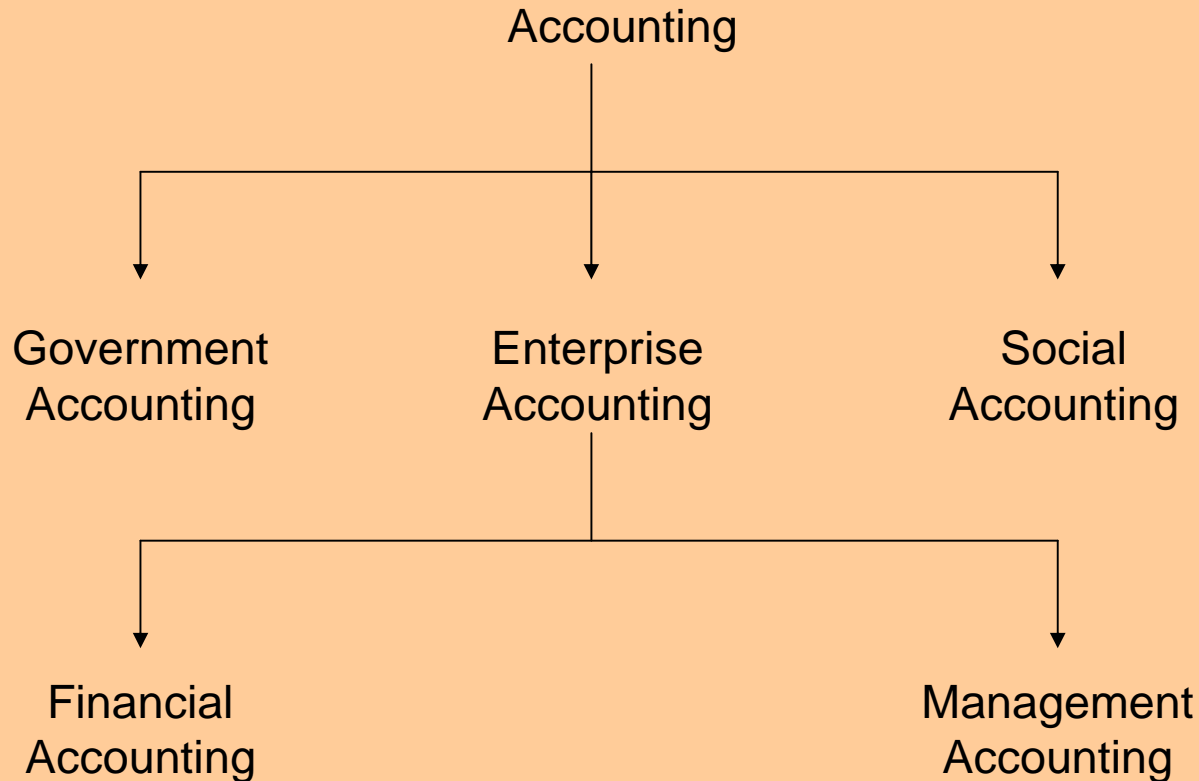 Accounting
Government
Accounting
Enterprise
Accounting
Social
Accounting
Financial
Accounting
Management
Accounting